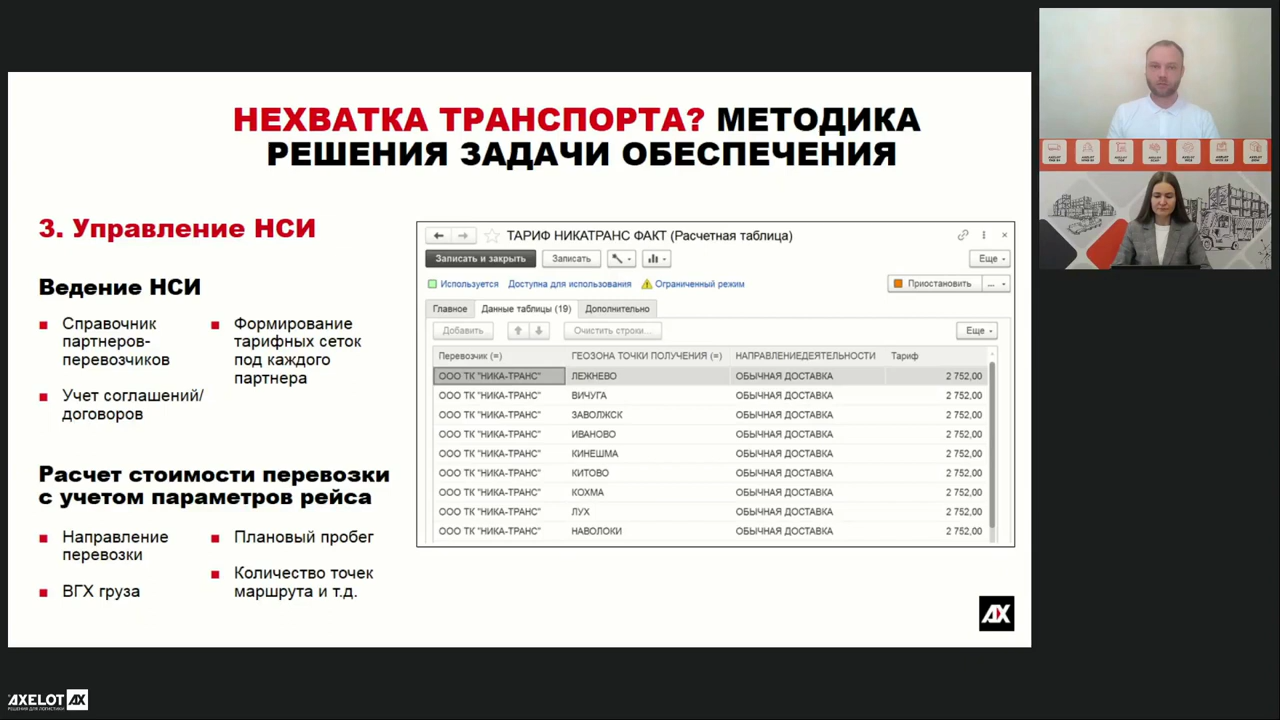 НЕХВАТКА ТРАНСПОРТА? МЕТОДИКА
РЕШЕНИЯ ЗАДАЧИ ОБЕСПЕЧЕНИЯ
3. Управление НСИ
Ведение НСИ
Справочник
партнеров-
перевозчиков
Учет соглашений/
договоров
Формирование
тарифных сеток
под каждого
партнера
Расчет стоимости перевозки
с учетом параметров рейса
Направление
перевозки
ВГХ груза
Плановый пробег
Количество точек
маршрута и т.д.
ТАРИФ НИКАТРАНС ФАКТ (Расчетная таблица)
Записать и закрыть Записать Еще
Используется Доступна для использования Ограниченный режим Приостановить ...
Главное Данные таблицы (19) Дополнительно
Добавить Очистить строки... Еще
Перевозчик (=) ГЕОЗОНА ТОЧКИ ПОЛУЧЕНИЯ (=) НАПРАВЛЕНИЕДЕЯТЕЛЬНОСТИ Тариф
ООО ТК "НИКА-ТРАНС" ЛЕЖНЕВО ОБЫЧНАЯ ДОСТАВКА 2 752,00
ООО ТК "НИКА-ТРАНС" ВИЧУГА ОБЫЧНАЯ ДОСТАВКА 2 752,00
ООО ТК "НИКА-ТРАНС" ЗАВОЛЖСК ОБЫЧНАЯ ДОСТАВКА 2 752,00
ООО ТК "НИКА-ТРАНС" ИВАНОВО ОБЫЧНАЯ ДОСТАВКА 2 752,00
ООО ТК "НИКА-ТРАНС" КИНЕШМА ОБЫЧНАЯ ДОСТАВКА 2 752,00
ООО ТК "НИКА-ТРАНС" КИТОВО ОБЫЧНАЯ ДОСТАВКА 2 752,00
ООО ТК "НИКА-ТРАНС" КОХМА ОБЫЧНАЯ ДОСТАВКА 2 752,00
ООО ТК "НИКА-ТРАНС" ЛУХ ОБЫЧНАЯ ДОСТАВКА 2 752,00
ООО ТК "НИКА-ТРАНС" НАВОЛОКИ ОБЫЧНАЯ ДОСТАВКА 2 752,00
AX
AXELOT AX
РЕШЕНИЯ ДЛЯ ЛОГИСТИКИ